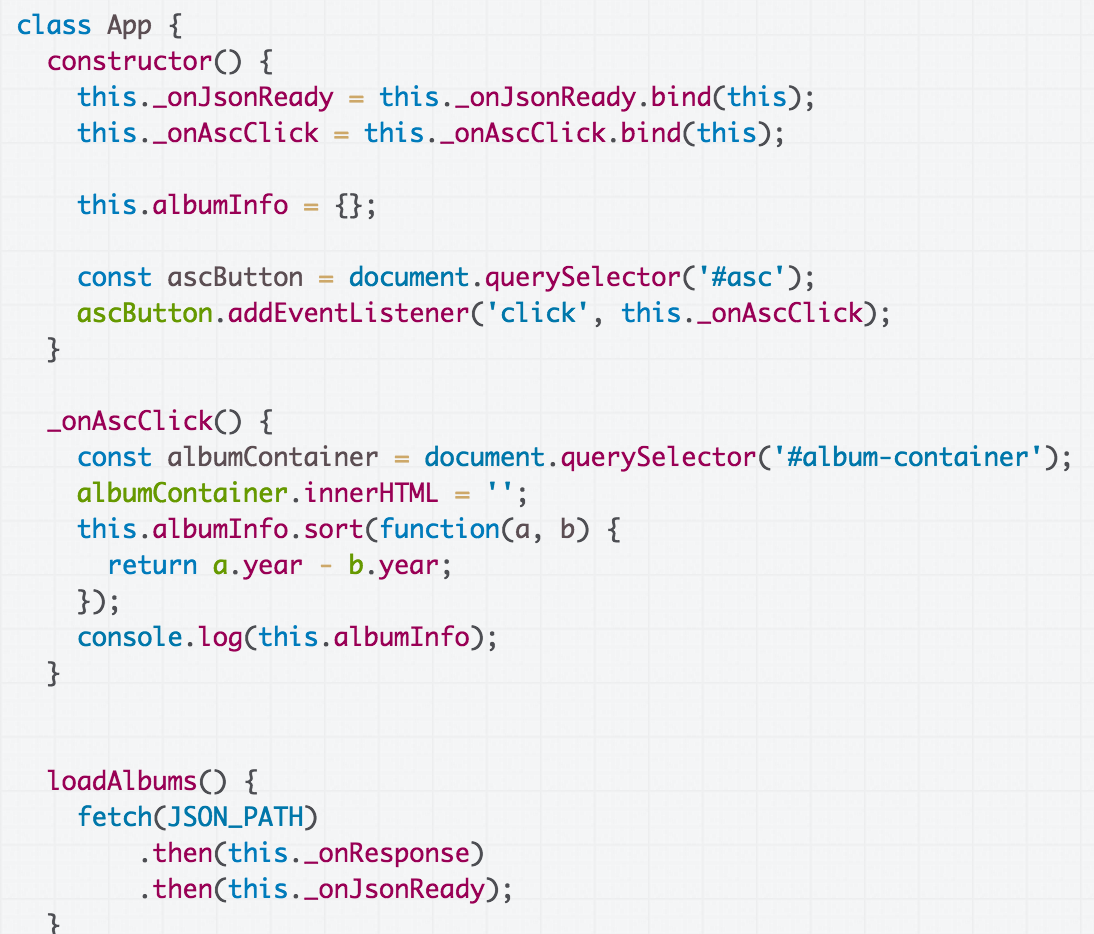 class App {
  constructor() {
    this._onJsonReady = this._onJsonReady.bind(this);
    this._onAscClick = this._onAscClick.bind(this);

    this.albumInfo = {};

    const ascButton = document.querySelector('#asc');
    ascButton.addEventListener('click', this._onAscClick);
  }

  _onAscClick() {
    const albumContainer = document.querySelector('#album-container');
    albumContainer.innerHTML = '';
    this.albumInfo.sort(function(a, b) {
      return a.year - b.year;
    });
    console.log(this.albumInfo);
  }

  loadAlbums() {
    fetch(JSON_PATH)
        .then(this._onResponse)
        .then(this._onJsonReady);
  }